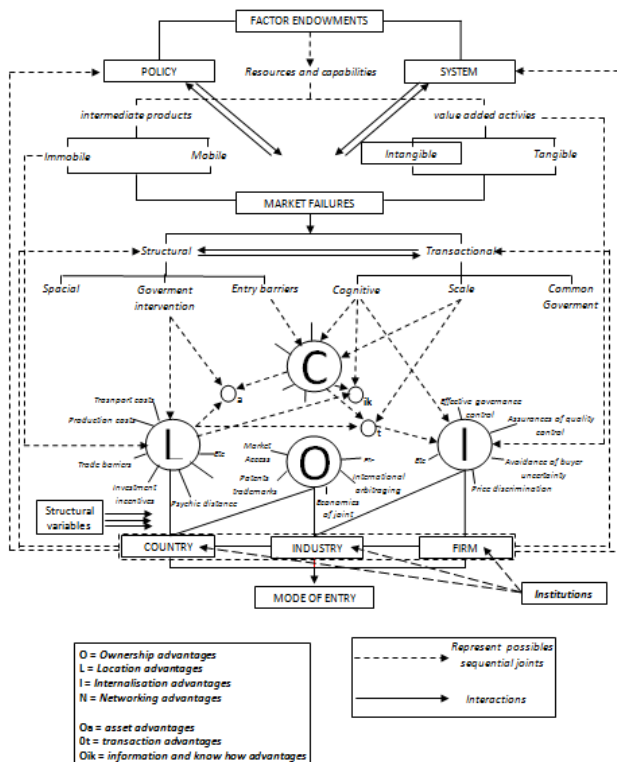 FACTOR ENDOWMENTS
POLICY
Resources and capabilities
SYSTEM
intermediate products
value added activies
Immobile
Mobile
Intangible
Tangible
MARKET FAILURES
Structural
Transactional
Spacial
Goverment
intervention
Entry barriers
Cognitive
Scale
Common
Goverment
C
a
ik
t
Transport costs
Production costs
Trade barriers
Investment
incentives
Psychic distance
Etc
L
Market
Access
Patents
trademarks
O
International
arbitraging
Economics
of joint
Effective governance
control
Assurances of quality
control
Avoidance of buyer
uncertainty
Price discrimination
Etc
I
Structural
variables
COUNTRY
INDUSTRY
FIRM
MODE OF ENTRY
Institutions
O = Ownership advantages
L = Location advantages
I = Internalisation advantages
N = Networking advantages
Oa = asset advantages
Ot = transaction advantages
Oik = information and know how advantages
Represent possibles
sequential joints
Interactions